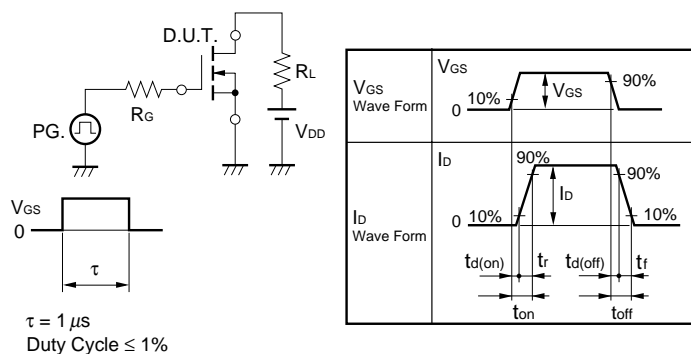 D.U.T.
RL
RG
PG.
VDD
VGS
0
τ
τ = 1 µs
Duty Cycle ≤ 1%
VGS
Wave Form
VGS
VGS
10%
90%
0
ID
Wave Form
ID
90%
90%
ID
0
10%
10%
td(on)
tr
td(off)
tf
ton
toff